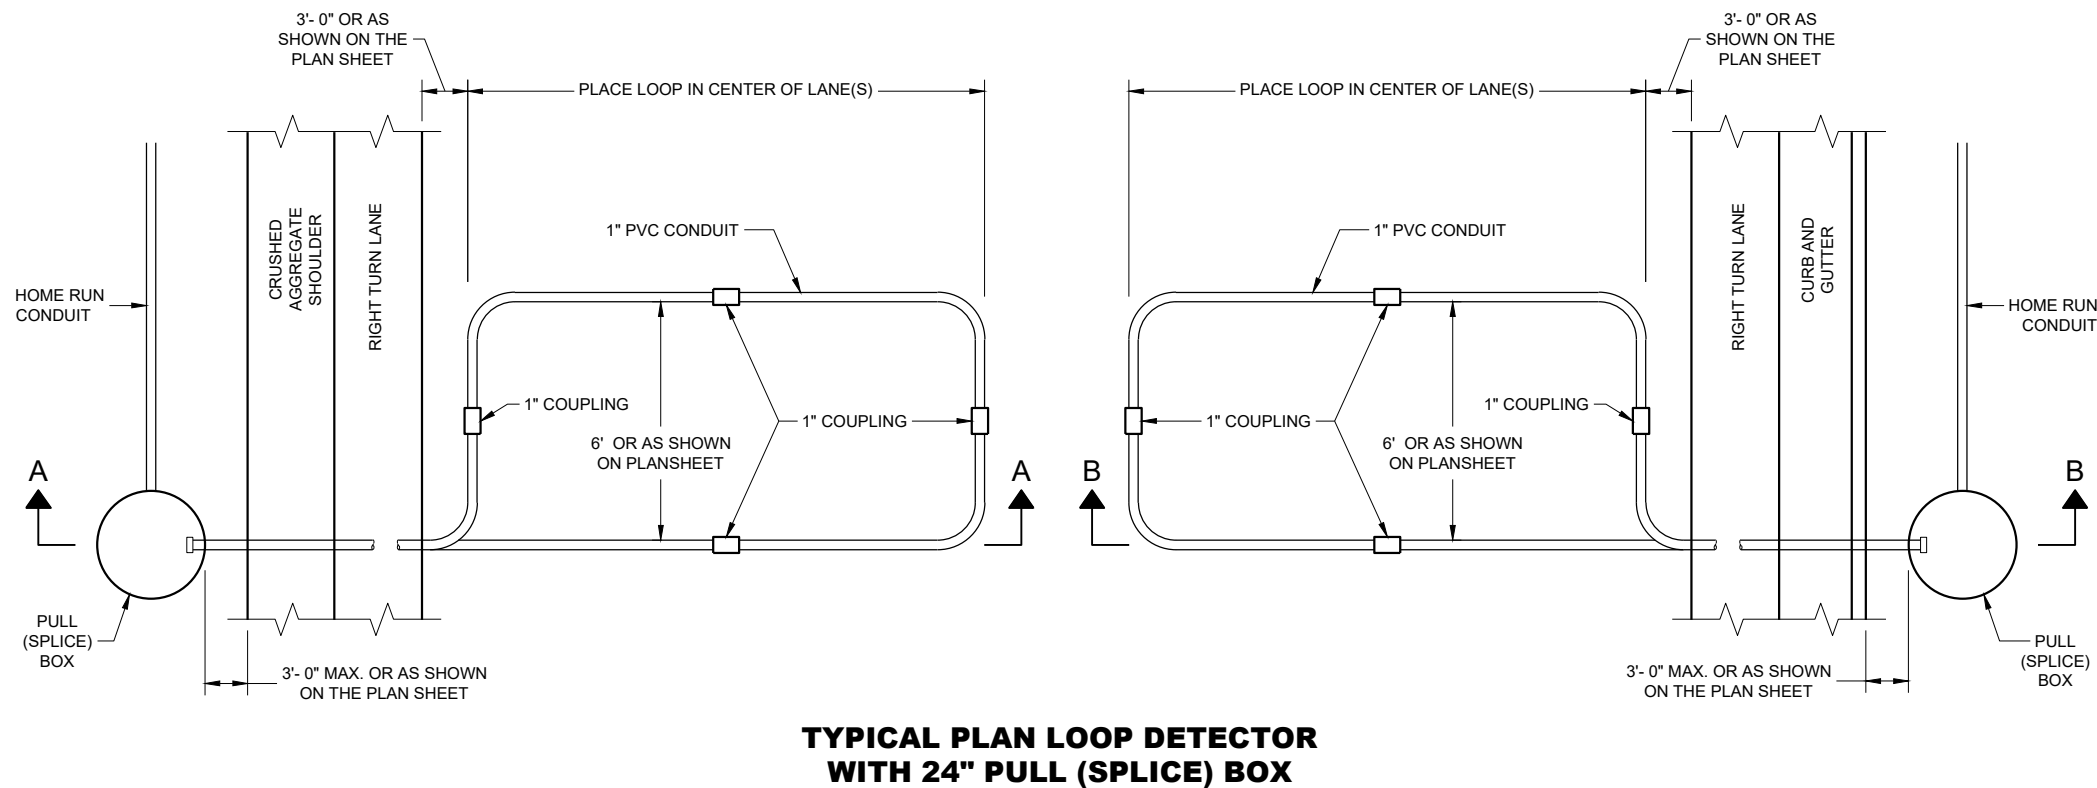 3'- 0" OR AS
SHOWN ON THE
PLAN SHEET
PLACE LOOP IN CENTER OF LANE(S)
PLACE LOOP IN CENTER OF LANE(S)
3'- 0" OR AS
SHOWN ON THE
PLAN SHEET
HOME RUN
CONDUIT
CRUSHED
AGGREGATE
SHOULDER
RIGHT TURN LANE
1" PVC CONDUIT
1" COUPLING
6' OR AS SHOWN
ON PLANSHEET
1" COUPLING
A
A
PULL
(SPLICE)
BOX
3'- 0" MAX. OR AS SHOWN
ON THE PLAN SHEET
1" PVC CONDUIT
1" COUPLING
6' OR AS SHOWN
ON PLANSHEET
1" COUPLING
RIGHT TURN LANE
CURB AND
GUTTER
HOME RUN
CONDUIT
B
B
3'- 0" MAX. OR AS SHOWN
ON THE PLAN SHEET
PULL
(SPLICE)
BOX
TYPICAL PLAN LOOP DETECTOR
WITH 24" PULL (SPLICE) BOX